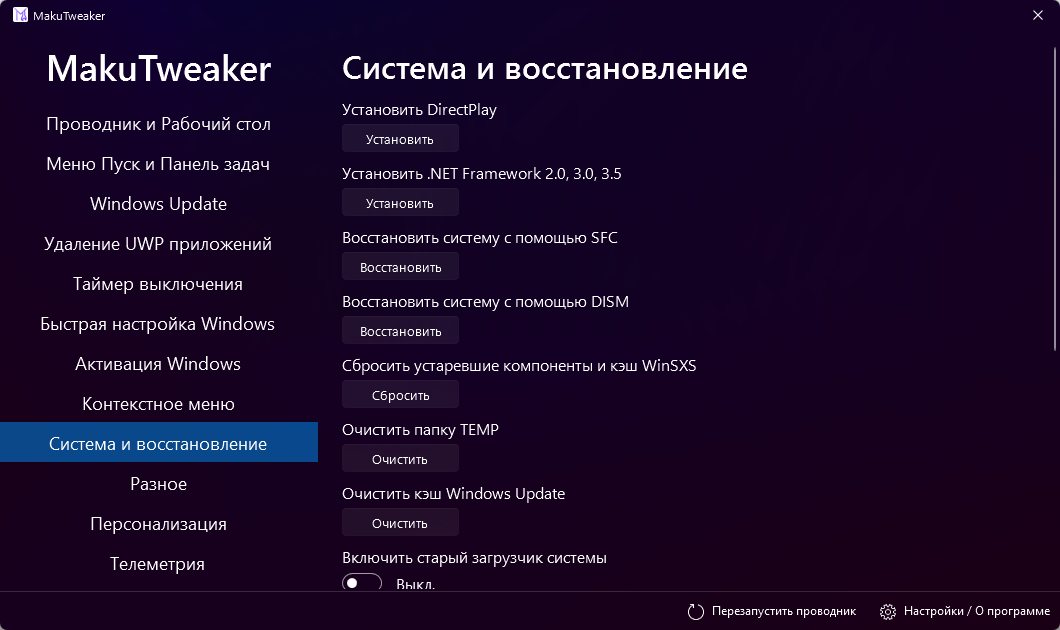 MakuTweaker
MakuTweaker
Проводник и Рабочий стол
Меню Пуск и Панель задач
Windows Update
Удаление UWP приложений
Таймер выключения
Быстрая настройка Windows
Активация Windows
Контекстное меню
Система и восстановление
Разное
Персонализация
Телеметрия
Система и восстановление
Установить DirectPlay
Установить
Установить .NET Framework 2.0, 3.0, 3.5
Установить
Восстановить систему с помощью SFC
Восстановить
Восстановить систему с помощью DISM
Восстановить
Сбросить устаревшие компоненты и кэш WinSXS
Сбросить
Очистить папку TEMP
Очистить
Очистить кэш Windows Update
Очистить
Включить старый загрузчик системы
Выкл.
Перезапустить проводник
Настройки / О программе